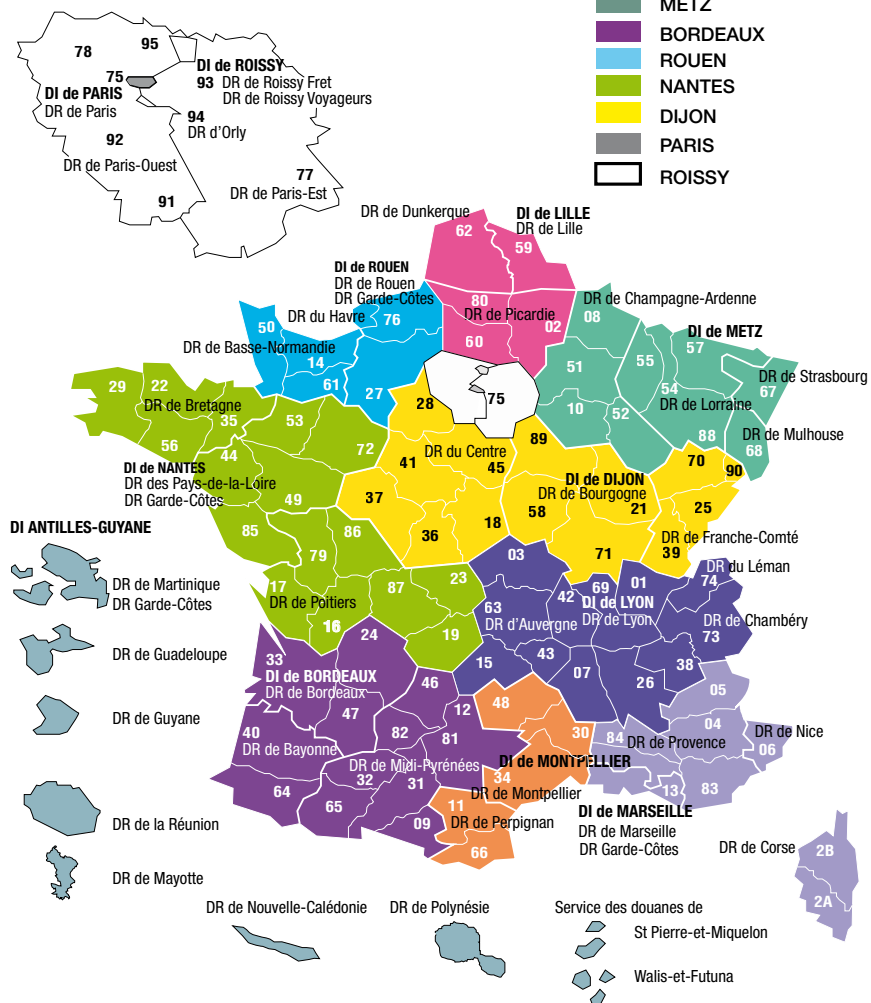 METZ
BORDEAUX
ROUEN
NANTES
DIJON
PARIS
ROISSY
78
95
75
DI de PARIS
DR de Paris
DI de ROISSY
93
DR de Roissy Fret
DR de Roissy Voyageurs
94
DR d'Orly
92
DR de Paris-Ouest
77
DR de Paris-Est
91
DR de Dunkerque
62
DI de LILLE
DR de Lille
59
DI de ROUEN
DR de Rouen
DR Garde-Côtes
DR du Havre
76
80
DR de Picardie
02
60
DR de Champagne-Ardenne
08
50
DR de Basse-Normandie
14
61
27
57
DI de METZ
51
55
54
DR de Lorraine
DR de Strasbourg
67
10
52
88
DR de Mulhouse
68
75
29
22
DR de Bretagne
35
56
53
72
28
44
DI de NANTES
DR des Pays-de-la-Loire
DR Garde-Côtes
49
85
79
86
41
DR du Centre
45
37
36
18
89
DI de DIJON
DR de Bourgogne
58
21
71
70
90
25
DR de Franche-Comté
39
DI ANTILLES-GUYANE
DR de Martinique
DR Garde-Côtes
DR de Guadeloupe
DR de Guyane
DR de la Réunion
DR de Mayotte
17
DR de Poitiers
16
87
23
19
03
63
DR d'Auvergne
15
43
42
69
DI de LYON
DR de Lyon
01
07
26
38
DR du Léman
74
DR de Chambéry
73
24
33
DI de BORDEAUX
DR de Bordeaux
47
46
40
DR de Bayonne
64
82
12
81
DR de Midi-Pyrénées
32
31
65
09
48
30
DI de MONTPELLIER
34
DR de Montpellier
11
DR de Perpignan
66
05
04
84
DR de Provence
DR de Nice
06
13
83
DI de MARSEILLE
DR de Marseille
DR Garde-Côtes
DR de Corse
2B
2A
DR de Nouvelle-Calédonie
DR de Polynésie
Service des douanes de
St Pierre-et-Miquelon
Walis-et-Futuna